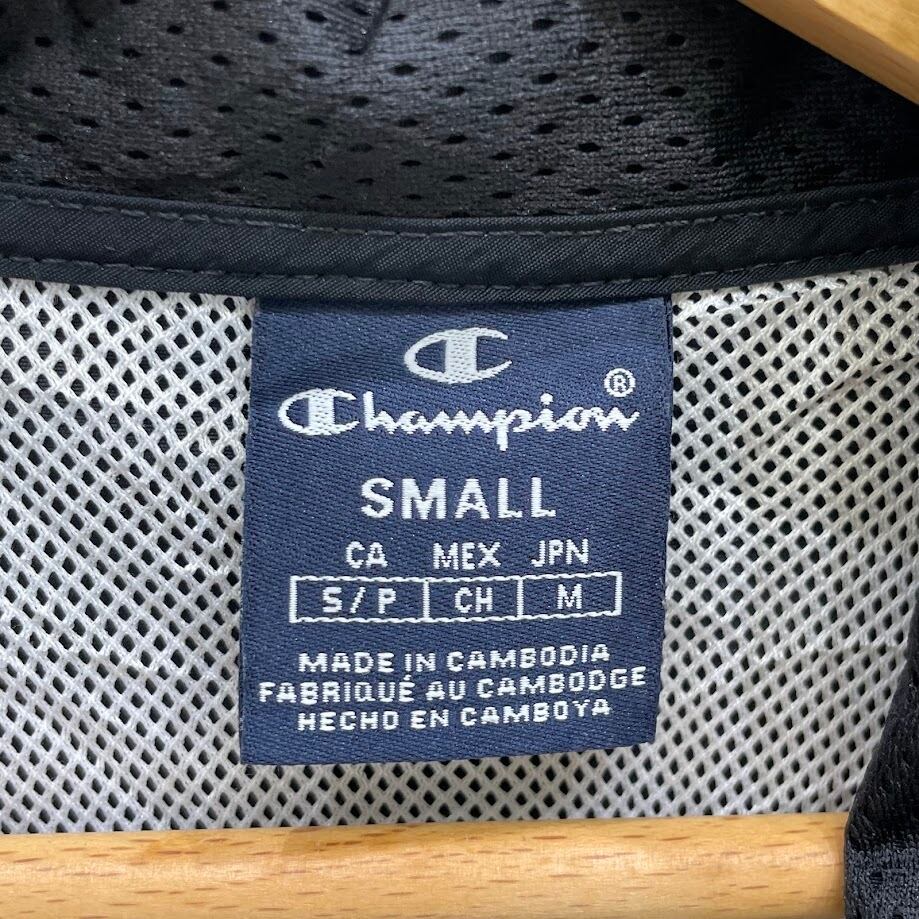 Champion®
SMALL
CA MEX JPN
S/P CH M
MADE IN CAMBODIA
FABRIQUÉ AU CAMBODGE
HECHO EN CAMBOYA